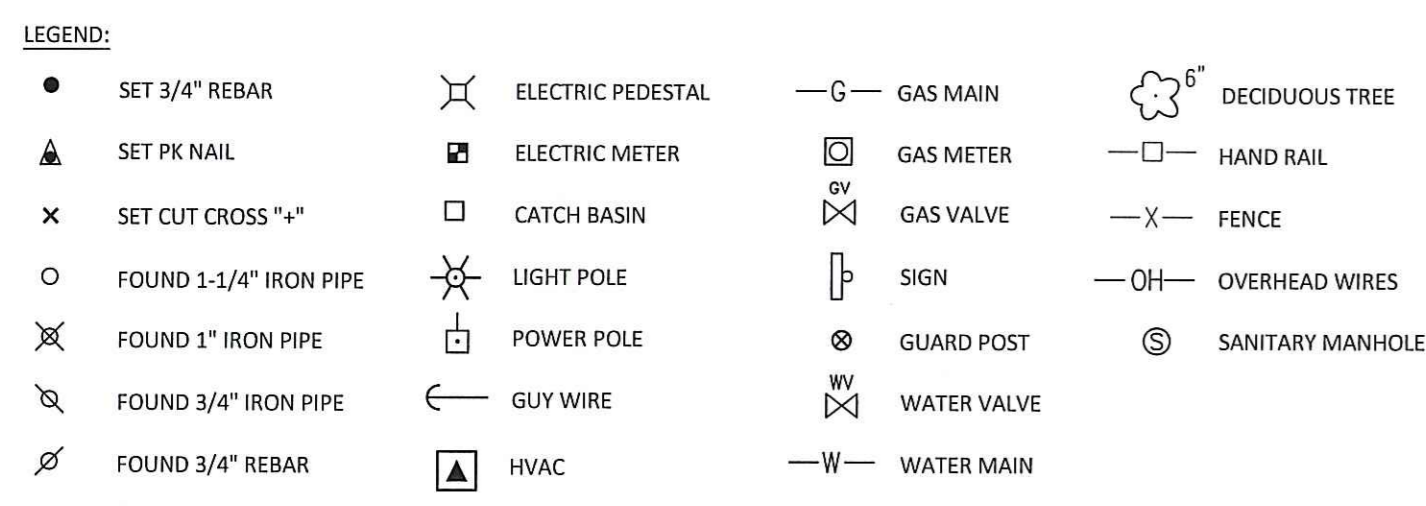 LEGEND:
SET 3/4" REBAR
SET PK NAIL
SET CUT CROSS "+"
FOUND 1-1/4" IRON PIPE
FOUND 1" IRON PIPE
FOUND 3/4" IRON PIPE
FOUND 3/4" REBAR
ELECTRIC PEDESTAL
ELECTRIC METER
CATCH BASIN
LIGHT POLE
POWER POLE
GUY WIRE
HVAC
G GAS MAIN
GAS METER
GV
GAS VALVE
SIGN
GUARD POST
WV
WATER VALVE
W WATER MAIN
6"
DECIDUOUS TREE
HAND RAIL
X FENCE
OH OVERHEAD WIRES
S SANITARY MANHOLE